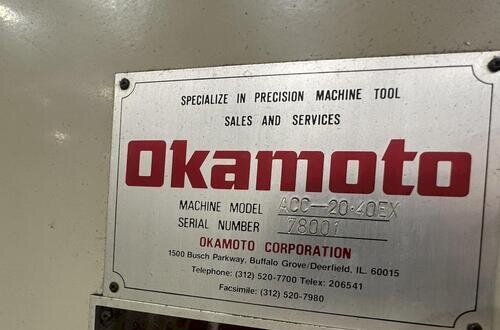 SPECIALIZE IN PRECISION MACHINE TOOL
SALES AND SERVICES
Okamoto
MACHINE MODEL ACC-20·40EX
SERIAL NUMBER 78001
OKAMOTO CORPORATION
1500 Busch Parkway, Buffalo Grove/Deerfield, IL. 60015
Telephone: (312) 520-7700 Telex: 206541
Facsimile: (312) 520-7980